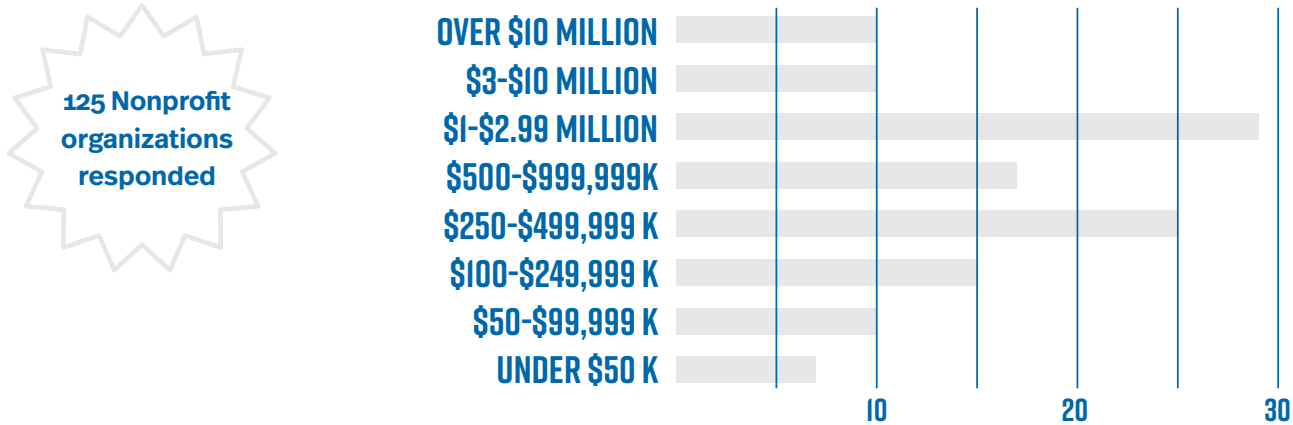 125 Nonprofit
organizations
responded
OVER $10 MILLION
$3-$10 MILLION
$1-$2.99 MILLION
$500-$999,999K
$250-$499,999 K
$100-$249,999 K
$50-$99,999 K
UNDER $50 K
10 20 30